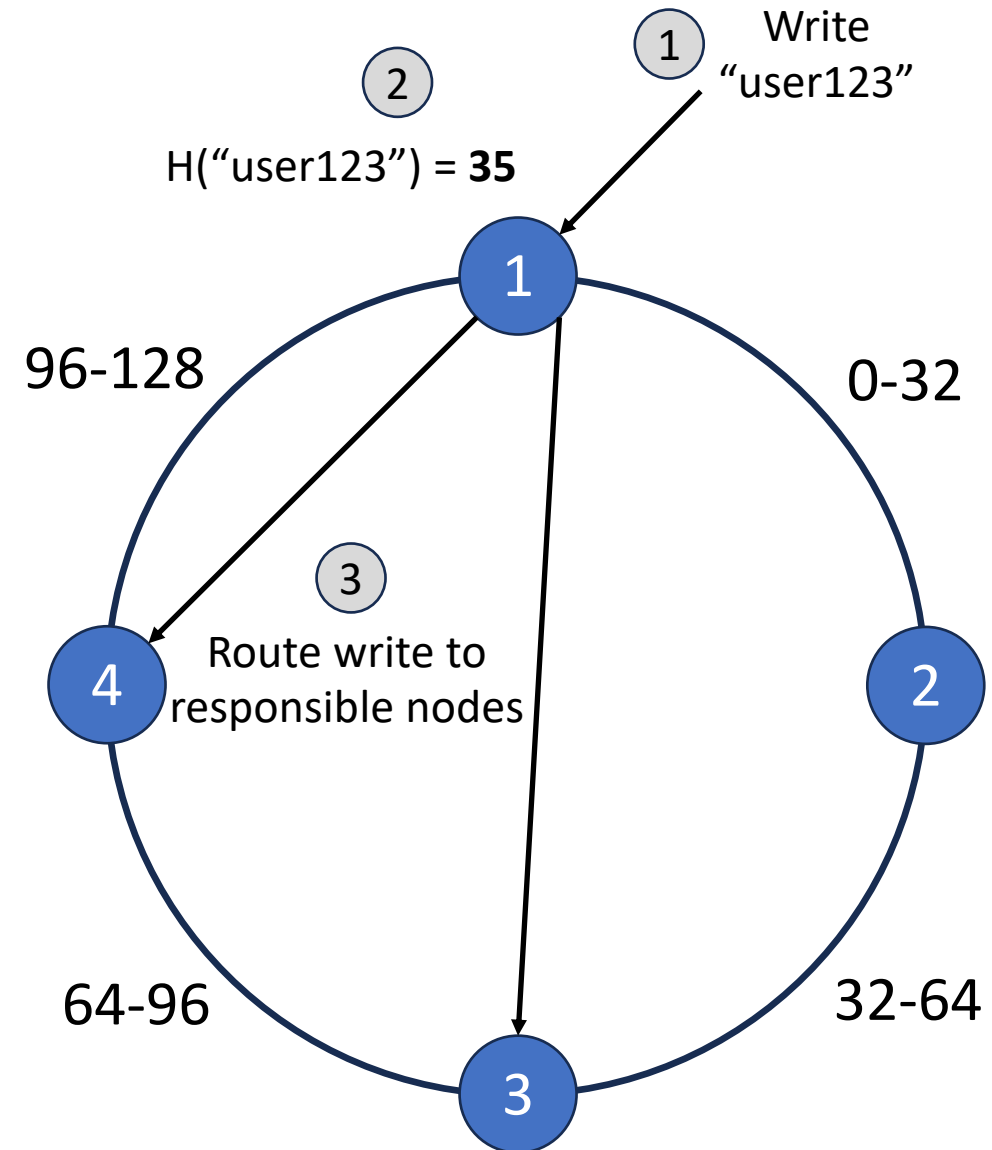 1
Write
“user123”
2
H(“user123”) = 35
1
96-128
0-32
3
Route write to
responsible nodes
4
2
64-96
32-64
3